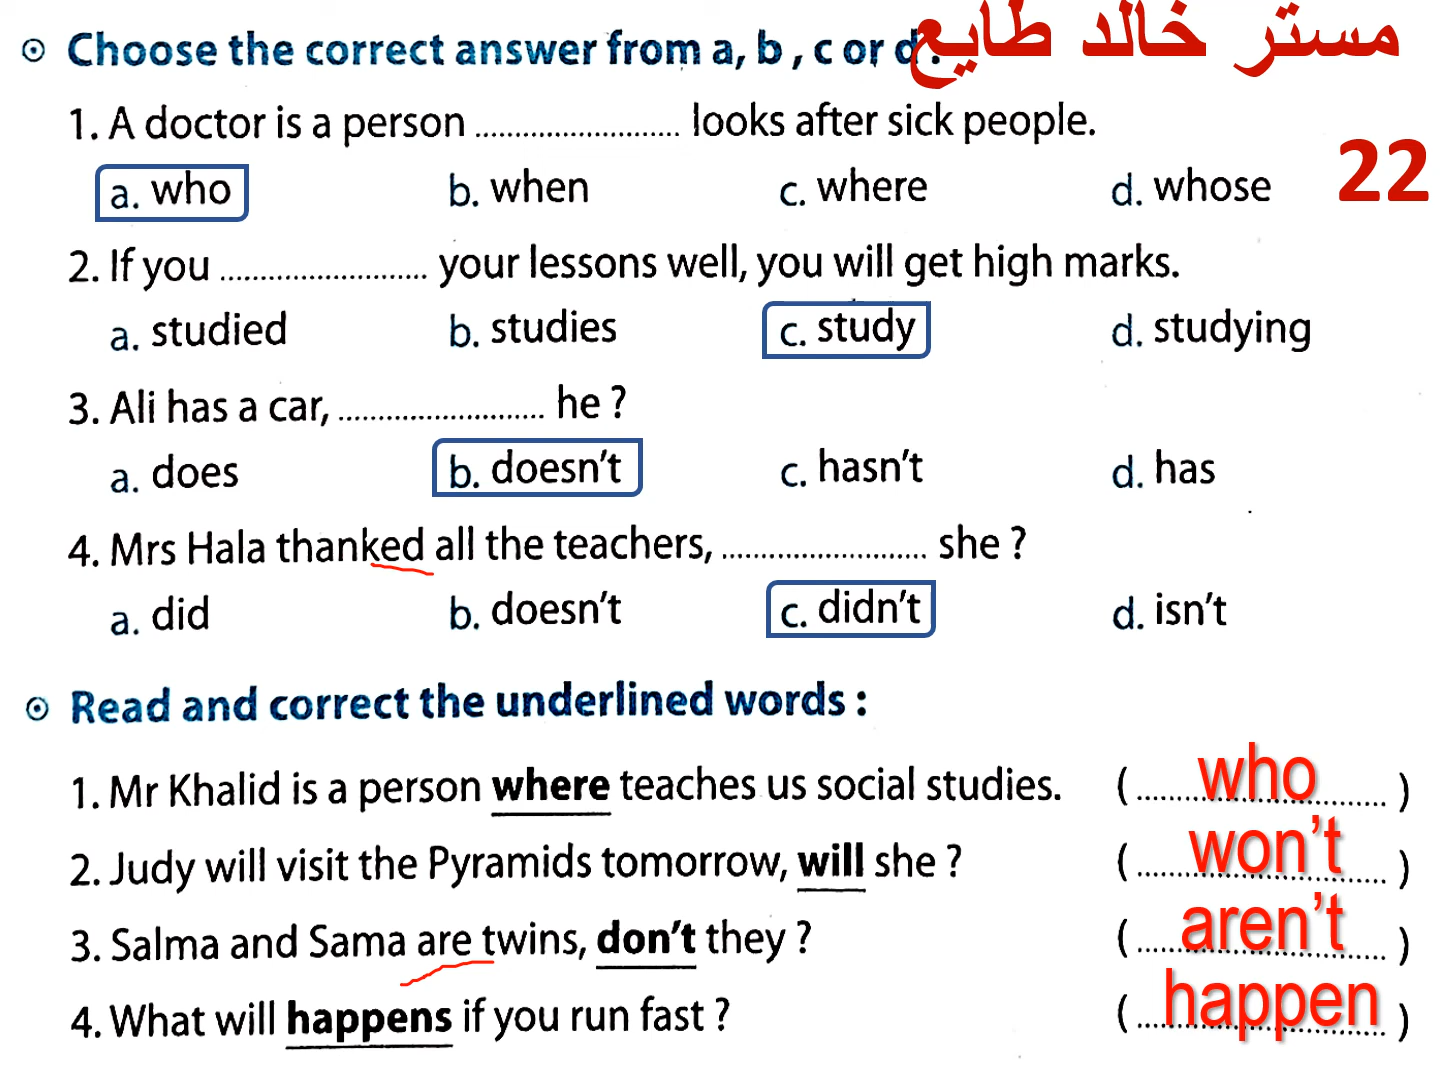 مستر خالد طايع
Choose the correct answer from a, b , c or d :
1. A doctor is a person .......................... looks after sick people.
22
a. who b. when c. where d. whose
2. If you .......................... your lessons well, you will get high marks.
a. studied b. studies c. study d. studying
3. Ali has a car, .......................... he ?
a. does b. doesn't c. hasn't d. has
4. Mrs Hala thanked all the teachers, .......................... she ?
a. did b. doesn't c. didn't d. isn't
Read and correct the underlined words :
1. Mr Khalid is a person where teaches us social studies. (who)
2. Judy will visit the Pyramids tomorrow, will she ? (won't)
3. Salma and Sama are twins, don't they ? (aren't)
4. What will happens if you run fast ? (happen)